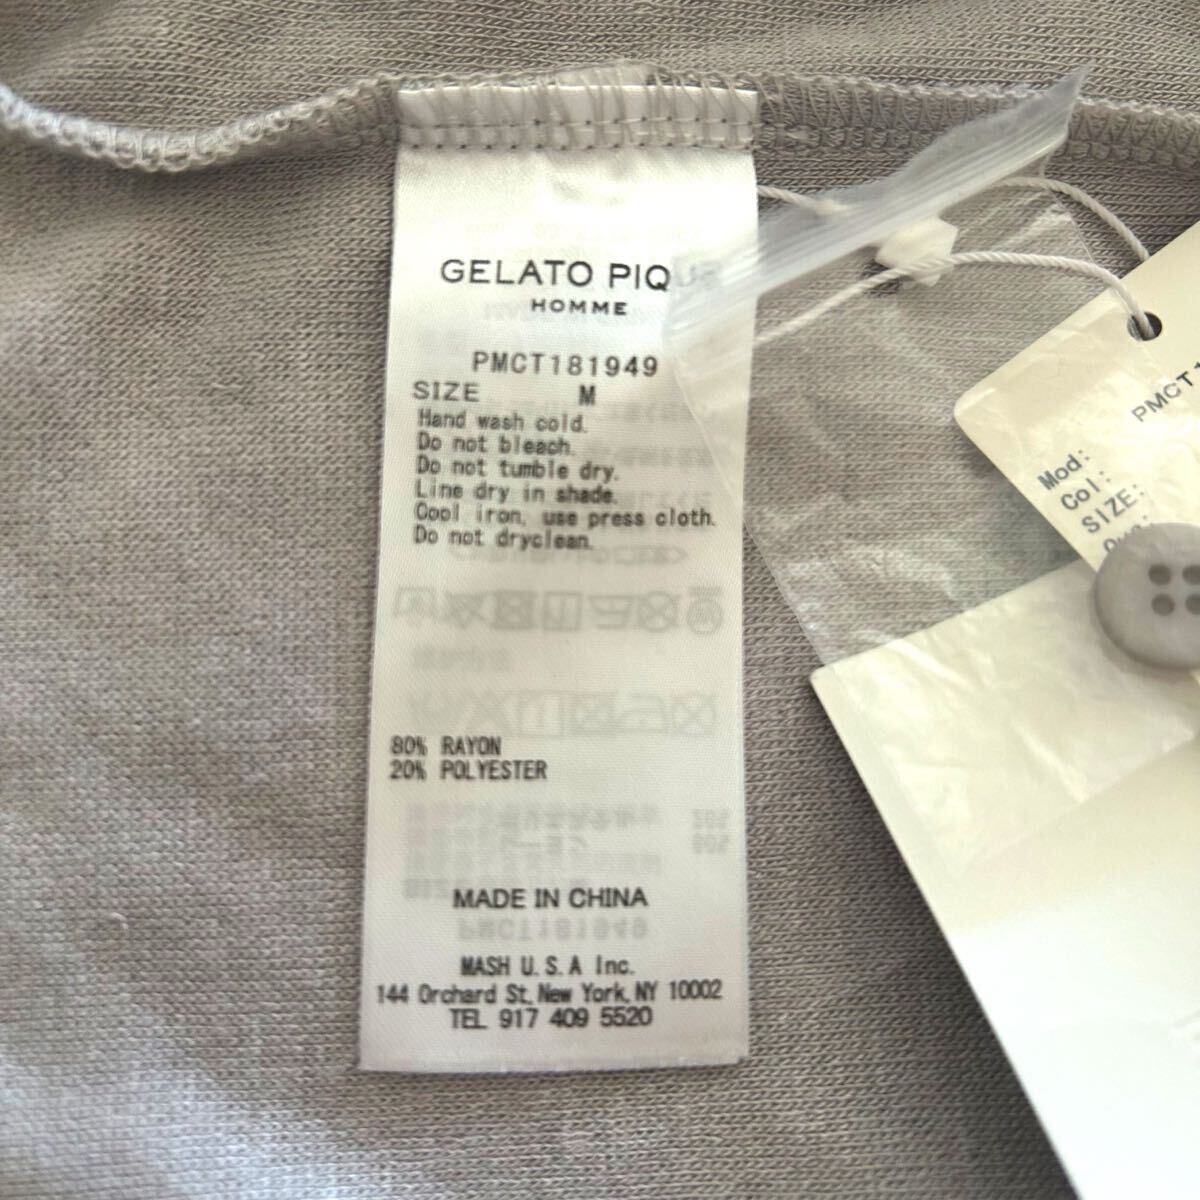 GELATO PIQUE
HOMME
PMCT181949
SIZE M
Hand wash cold.
Do not bleach.
Do not tumble dry.
Line dry in shade.
Cool iron, use press cloth.
Do not dryclean.
80% RAYON
20% POLYESTER
MADE IN CHINA
MASH U.S.A Inc.
144 Orchard St, New York, NY 10002
TEL 917 409 5520
PMCT1
Mod:
Col:
SIZE: